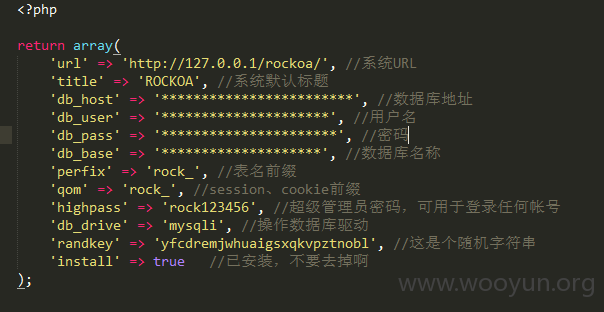 <?php
return array(
'url' => 'http://127.0.0.1/rockoa/', //系统URL
'title' => 'ROCKOA', //系统默认标题
'db_host' => '************************', //数据库地址
'db_user' => '*********************', //用户名
'db_pass' => '**********************', //密码
'db_base' => '********************', //数据库名称
'perfix' => 'rock_', //表名前缀
'qom' => 'rock_', //session、cookie前缀
'highpass' => 'rock123456', //超级管理员密码，可用于登录任何帐号
'db_drive' => 'mysqli', //操作数据库驱动
'randkey' => 'yfcdremjwhuaigsxqkvpztnobl', //这是个随机字符串
'install' => true //已安装，不要去掉啊
);
www.wooyun.org